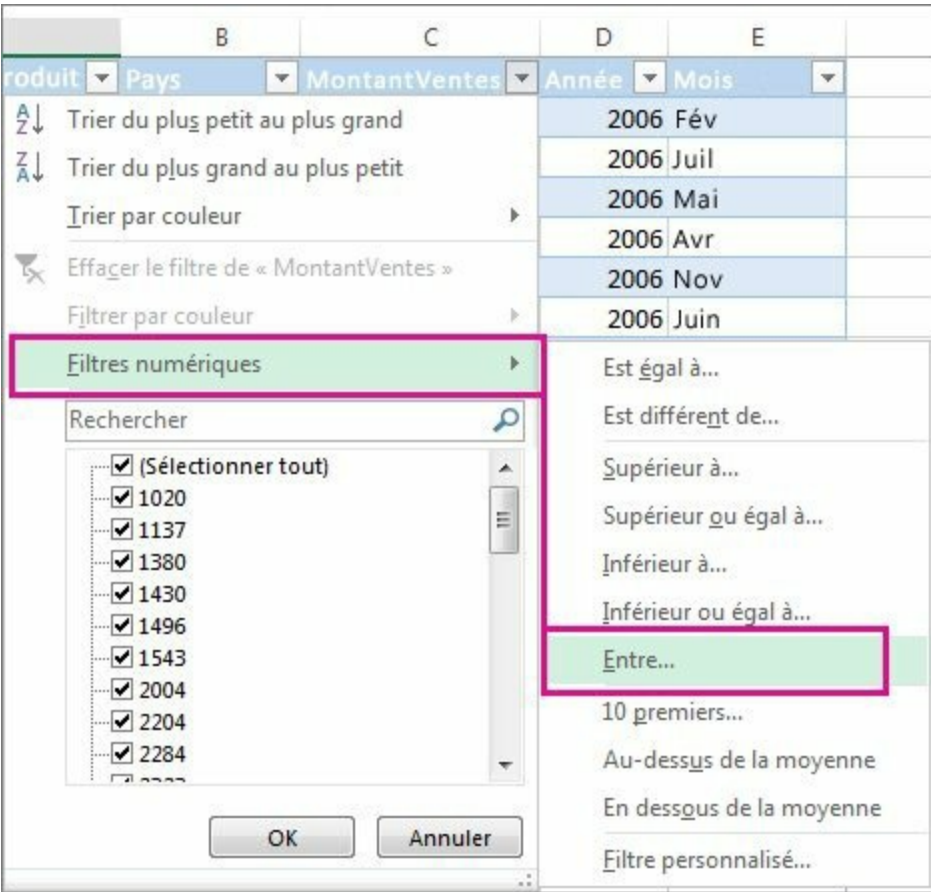 B C D E
roduit Pays MontantVentes Année Mois
Trier du plus petit au plus grand
Trier du plus grand au plus petit
Trier par couleur
Effacer le filtre de « MontantVentes »
Filtrer par couleur
Filtres numériques
Rechercher
(Sélectionner tout)
1020
1137
1380
1430
1496
1543
2004
2204
2284
OK Annuler
2006 Fév
2006 Juil
2006 Mai
2006 Avr
2006 Nov
2006 Juin
Est égal à...
Est différent de...
Supérieur à...
Supérieur ou égal à...
Inférieur à...
Inférieur ou égal à...
Entre...
10 premiers...
Au-dessus de la moyenne
En dessous de la moyenne
Filtre personnalisé...